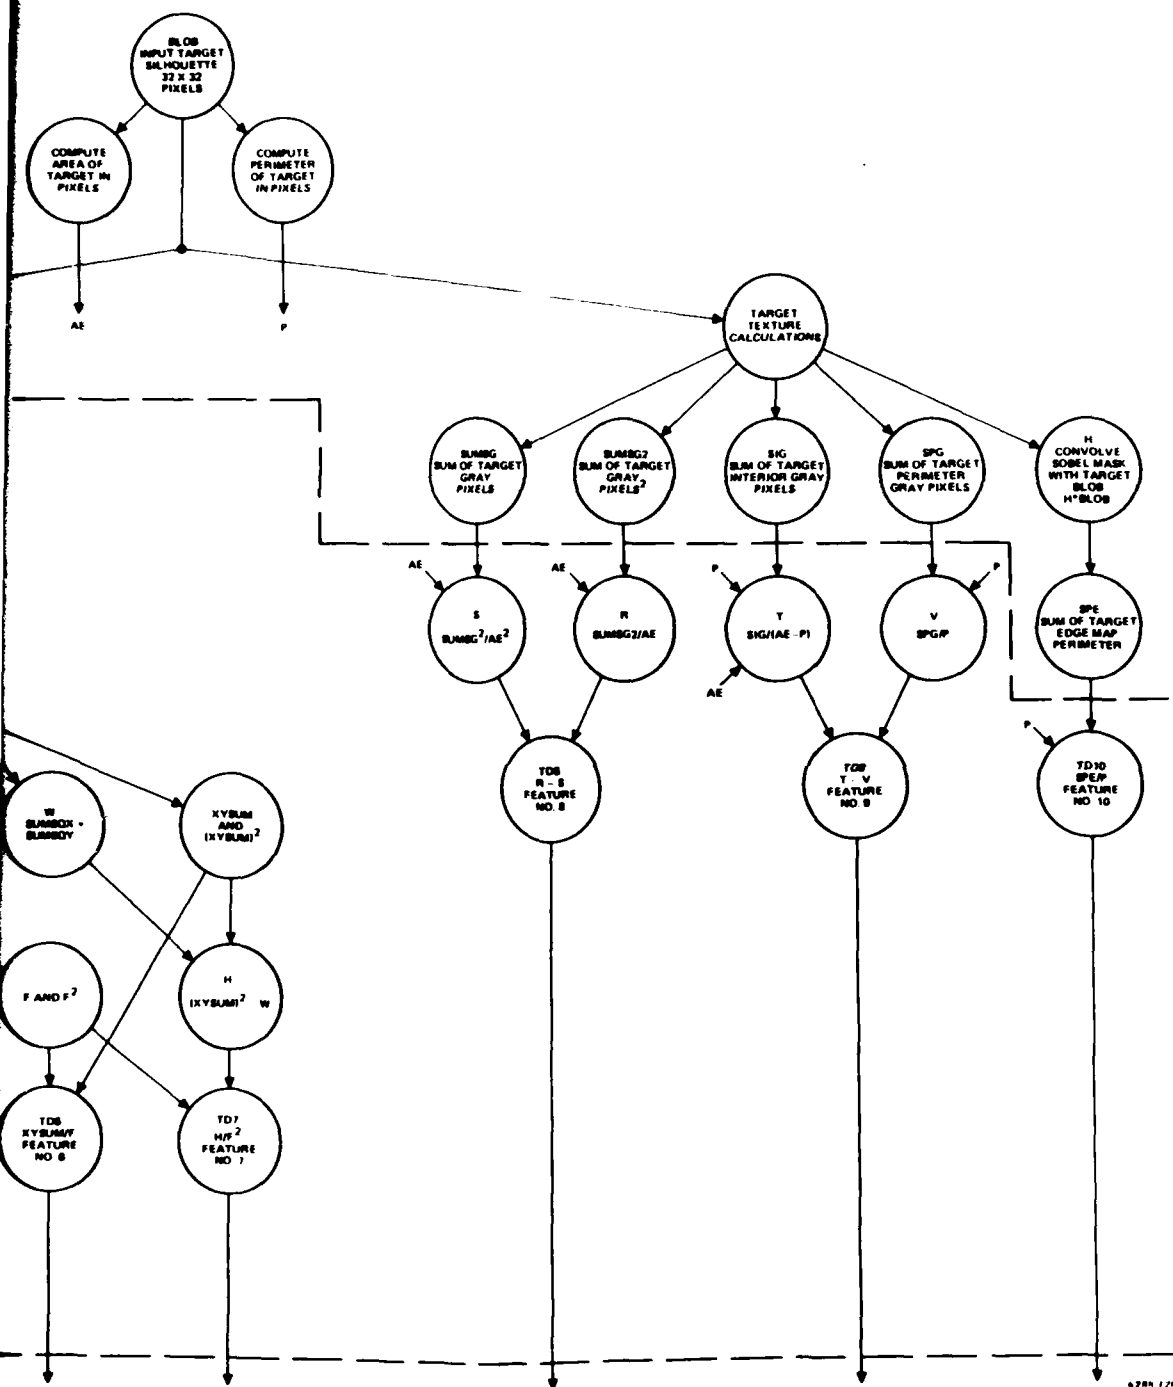 BLOB
INPUT TARGET
SILHOUETTE
32 X 32
PIXELS
COMPUTE
AREA OF
TARGET IN
PIXELS
COMPUTE
PERIMETER
OF TARGET
IN PIXELS
AE
P
TARGET
TEXTURE
CALCULATIONS
SUMSG
SUM OF TARGET
GRAY
PIXELS
SUMSG2
SUM OF TARGET
GRAY
PIXELS²
SIG
SUM OF TARGET
INTERIOR GRAY
PIXELS
SPG
SUM OF TARGET
PERIMETER
GRAY PIXELS
H
CONVOLVE
SOBEL MASK
WITH TARGET
BLOB
H*BLOB
AE
S
SUMSG²/AE²
AE
R
SUMSG2/AE
P
T
SIG/(AE - P)
AE
P
V
SPG/P
SPE
SUM OF TARGET
EDGE MAP
PERIMETER
TD8
R - S
FEATURE
NO. 8
TD9
T - V
FEATURE
NO. 9
P
TD10
SPE/P
FEATURE
NO. 10
W
XYSUM
AND
(XYSUM)²
F AND F²
H
(XYSUM)² W
TD6
XYSUM/F
FEATURE
NO 6
TD7
H/F²
FEATURE
NO 7